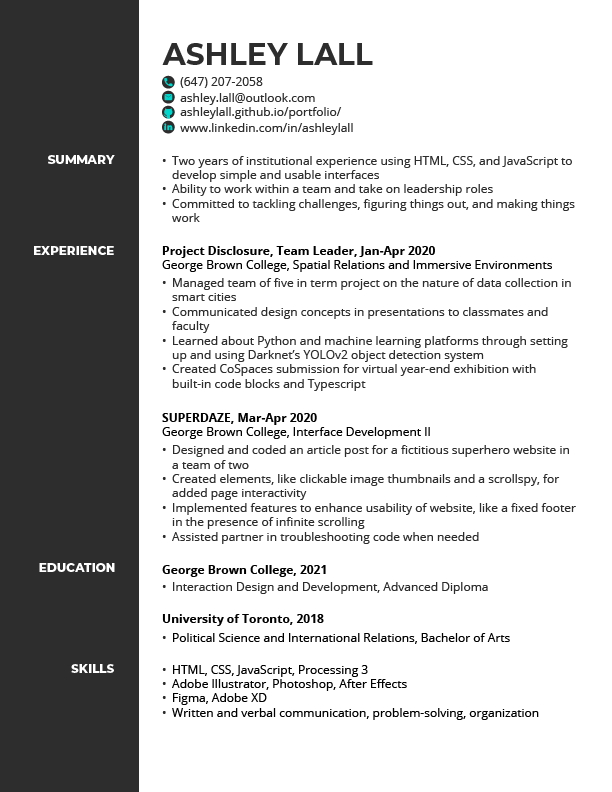 ASHLEY LALL
(647) 207-2058
ashley.lall@outlook.com
ashleylall.github.io/portfolio/
www.linkedin.com/in/ashleylall
SUMMARY
• Two years of institutional experience using HTML, CSS, and JavaScript to
develop simple and usable interfaces
• Ability to work within a team and take on leadership roles
• Committed to tackling challenges, figuring things out, and making things
work
EXPERIENCE
Project Disclosure, Team Leader, Jan-Apr 2020
George Brown College, Spatial Relations and Immersive Environments
• Managed team of five in term project on the nature of data collection in
smart cities
• Communicated design concepts in presentations to classmates and
faculty
• Learned about Python and machine learning platforms through setting
up and using Darknet's YOLOv2 object detection system
• Created CoSpaces submission for virtual year-end exhibition with
built-in code blocks and Typescript
SUPERDAZE, Mar-Apr 2020
George Brown College, Interface Development II
• Designed and coded an article post for a fictitious superhero website in
a team of two
• Created elements, like clickable image thumbnails and a scrollspy, for
added page interactivity
• Implemented features to enhance usability of website, like a fixed footer
in the presence of infinite scrolling
• Assisted partner in troubleshooting code when needed
EDUCATION
George Brown College, 2021
• Interaction Design and Development, Advanced Diploma
University of Toronto, 2018
• Political Science and International Relations, Bachelor of Arts
SKILLS
• HTML, CSS, JavaScript, Processing 3
• Adobe Illustrator, Photoshop, After Effects
• Figma, Adobe XD
• Written and verbal communication, problem-solving, organization